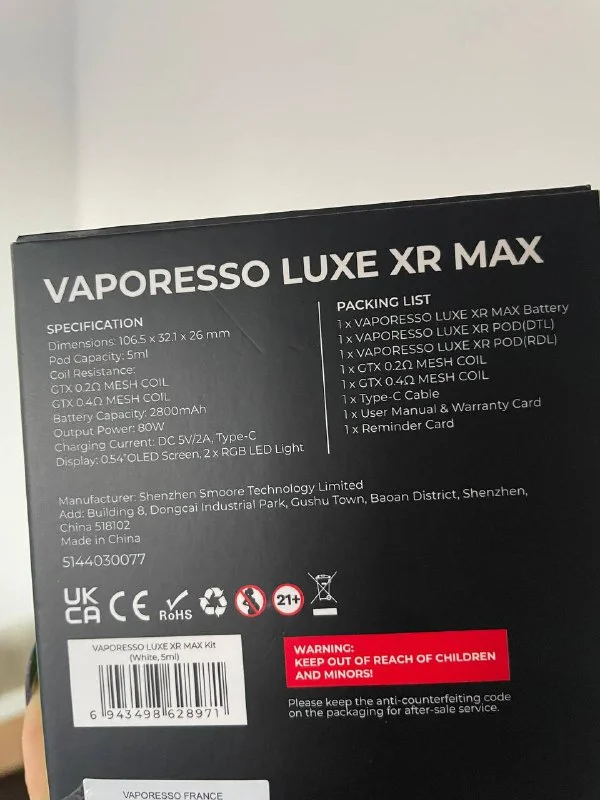 VAPORESSO LUXE XR MAX
SPECIFICATION
Dimensions: 106.5 x 32.1 x 26 mm
Pod Capacity: 5ml
Coil Resistance:
GTX 0.2Ω MESH COIL
GTX 0.4Ω MESH COIL
Battery Capacity: 2800mAh
Output Power: 80W
Charging Current: DC 5V/2A, Type-C
Display: 0.54"OLED Screen, 2 x RGB LED Light
PACKING LIST
1 x VAPORESSO LUXE XR MAX Battery
1 x VAPORESSO LUXE XR POD(DTL)
1 x VAPORESSO LUXE XR POD(RDL)
1 x GTX 0.2Ω MESH COIL
1 x GTX 0.4Ω MESH COIL
1 x Type-C Cable
1 x User Manual & Warranty Card
1 x Reminder Card
Manufacturer: Shenzhen Smoore Technology Limited
Add: Building 8, Dongcai Industrial Park, Gushu Town, Baoan District, Shenzhen,
China 518102
Made in China
5144030077
UK
CA CE RoHS 21+
VAPORESSO LUXE XR MAX Kit
(White, 5ml)
6 943498 628971
WARNING:
KEEP OUT OF REACH OF CHILDREN
AND MINORS!
Please keep the anti-counterfeiting code
on the packaging for after-sale service.
VAPORESSO FRANCE